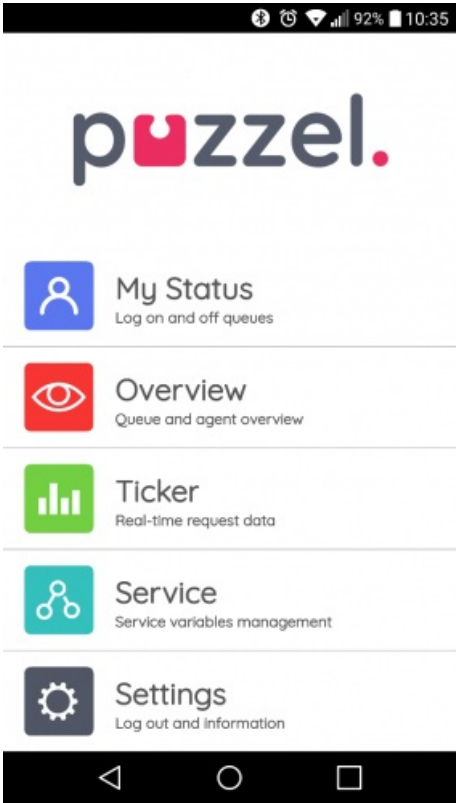 92% 10:35
puzzel.
My Status
Log on and off queues
Overview
Queue and agent overview
Ticker
Real-time request data
Service
Service variables management
Settings
Log out and information